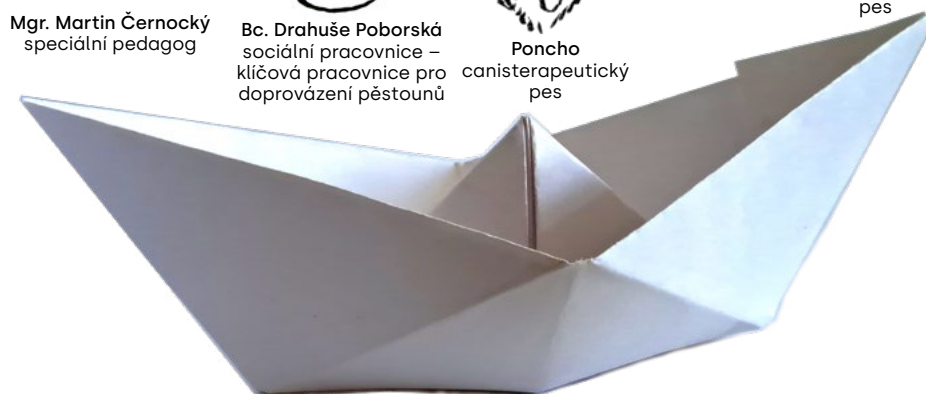 Mgr. Martin Černocký
speciální pedagog
Bc. Drahuše Poborská
sociální pracovnice –
klíčová pracovnice pro
doprovázení pěstounů
Poncho
canisterapeutický
pes
pes